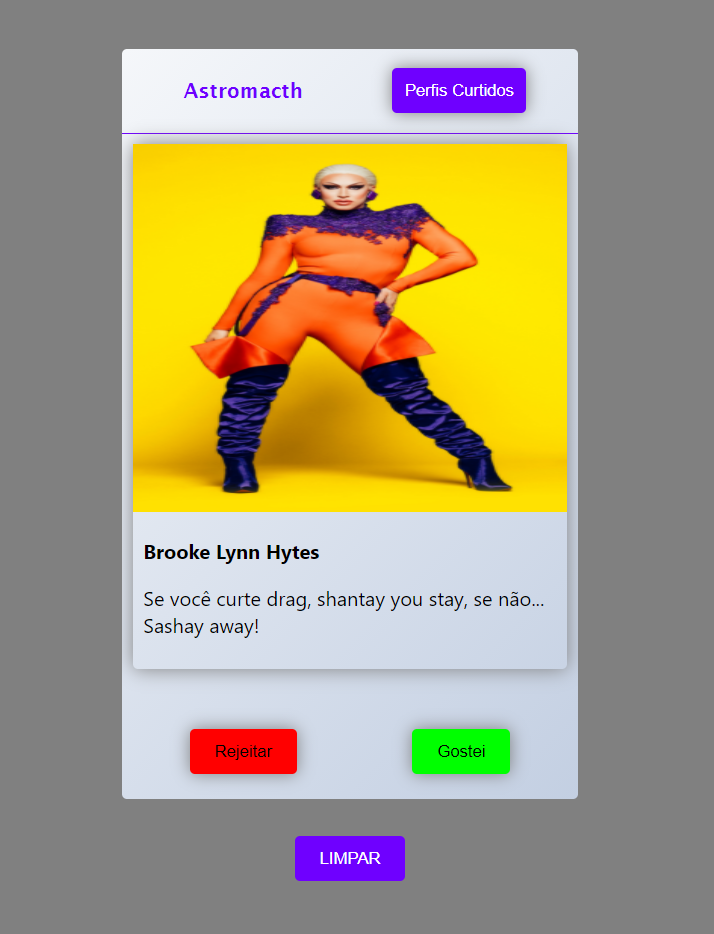 Astromacth
Perfis Curtidos
Brooke Lynn Hytes
Se você curte drag, shantay you stay, se não...
Sashay away!
Rejeitar
Gostei
LIMPAR